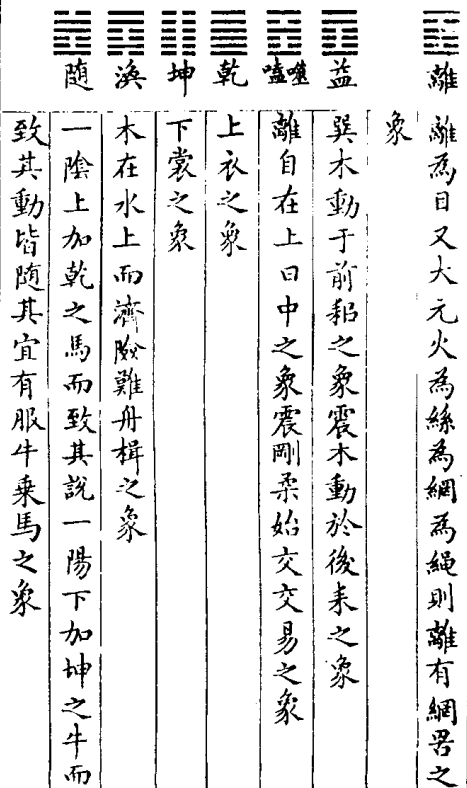 離 離為目又大元火為絲為網為繩則離有網罟之
象
益 巽木動于前耜之象震木動於後耒之象
噬嗑 離自在上日中之象震剛柔始交交易之象
乾 上衣之象
坤 下裳之象
渙 木在水上而濟險難舟楫之象
随 一陰上加乾之馬而致其說一陽下加坤之牛而
致其動皆随其宜有服牛乗馬之象